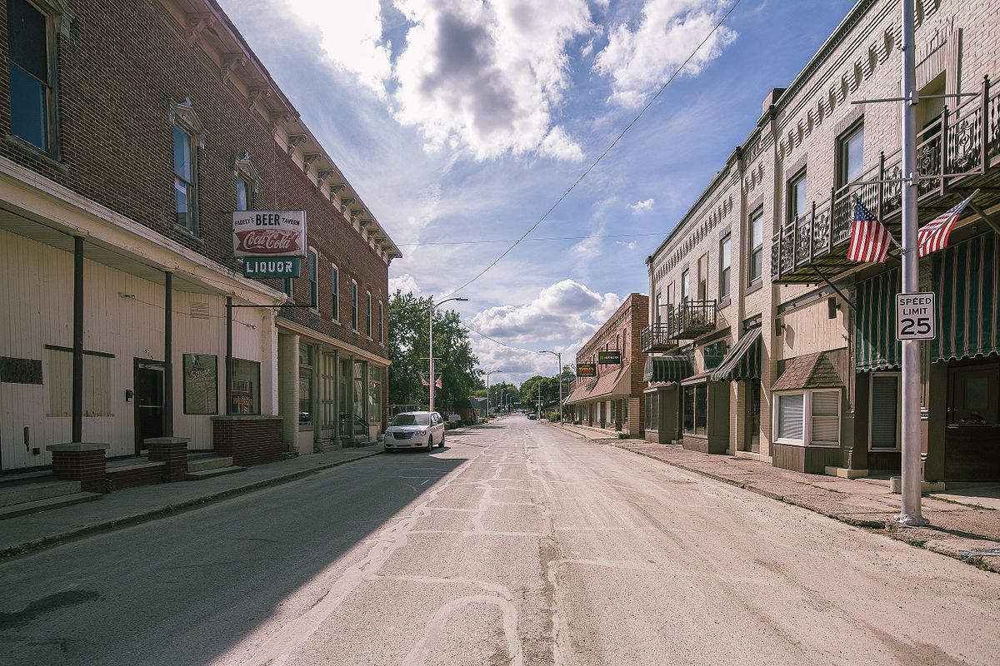 FADELY'S BEER TAVERN
Coca-Cola
LIQUOR
SPEED
LIMIT
25